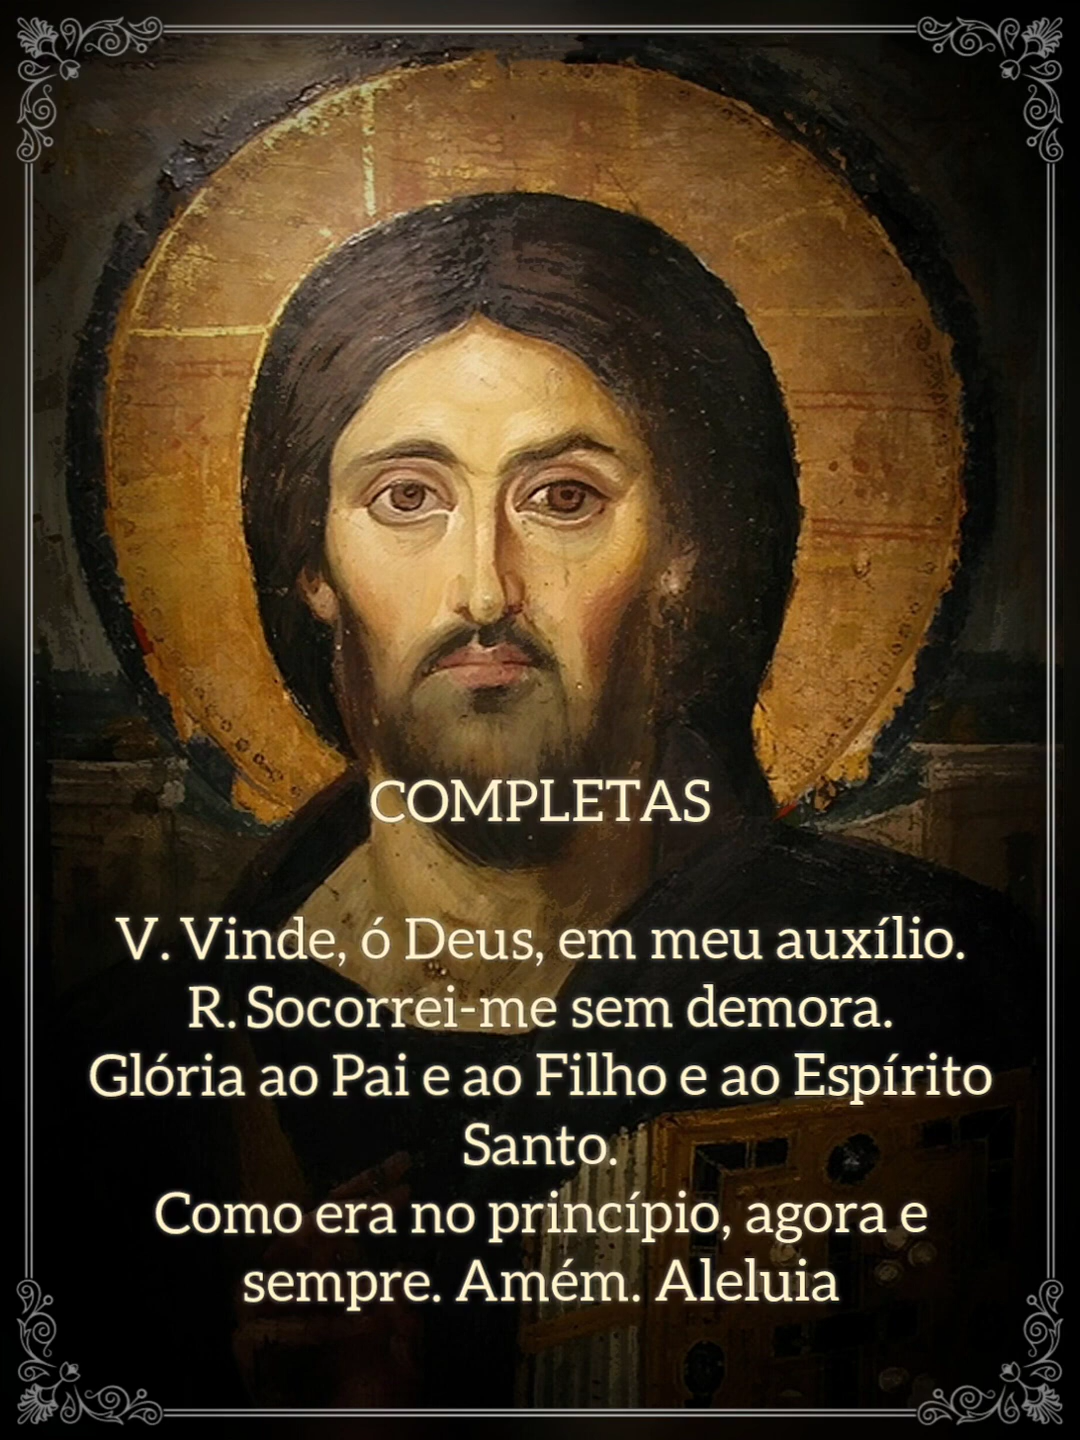 COMPLETAS
V. Vinde, ó Deus, em meu auxílio.
R. Socorrei-me sem demora.
Glória ao Pai e ao Filho e ao Espírito
Santo.
Como era no princípio, agora e
sempre. Amém. Aleluia